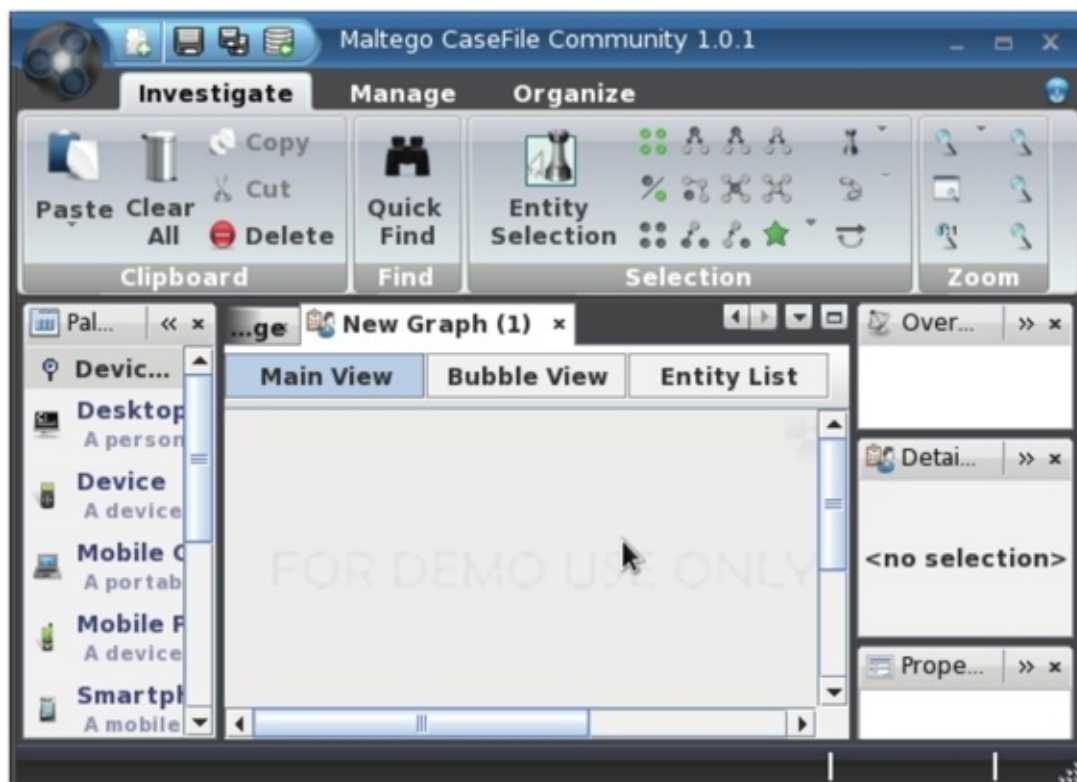 Maltego CaseFile Community 1.0.1
Investigate Manage Organize
Paste
Clear All
Copy
Cut
Delete
Clipboard
Quick Find
Find
Entity Selection
Selection
Zoom
Pal...
...ge
New Graph (1)
Over...
Devic...
Main View Bubble View Entity List
Desktop
A person
Device
A device
Mobile C
A portab
Mobile P
A device
Smartph
A mobile
FOR DEMO USE ONLY
Detai...
<no selection>
Prope...